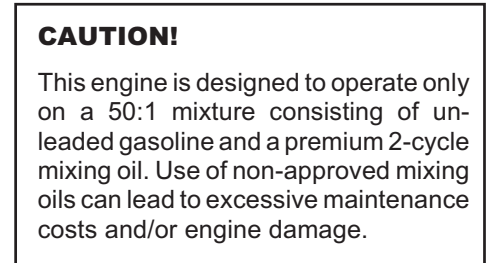 CAUTION!
This engine is designed to operate only
on a 50:1 mixture consisting of un-
leaded gasoline and a premium 2-cycle
mixing oil. Use of non-approved mixing
oils can lead to excessive maintenance
costs and/or engine damage.